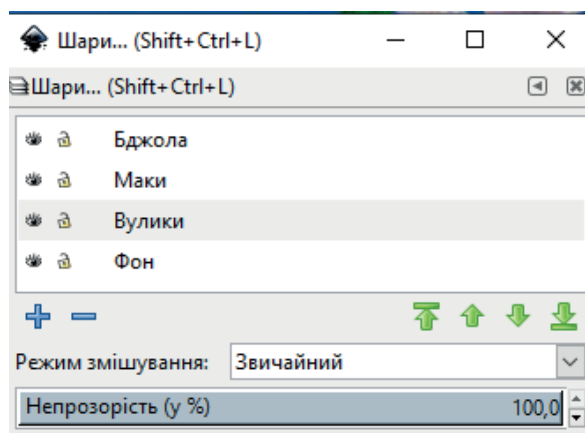 Шари... (Shift+Ctrl+L)
Шари... (Shift+Ctrl+L)
Бджола
Маки
Вулики
Фон
Режим змішування: Звичайний
Непрозорість (у %) 100,0